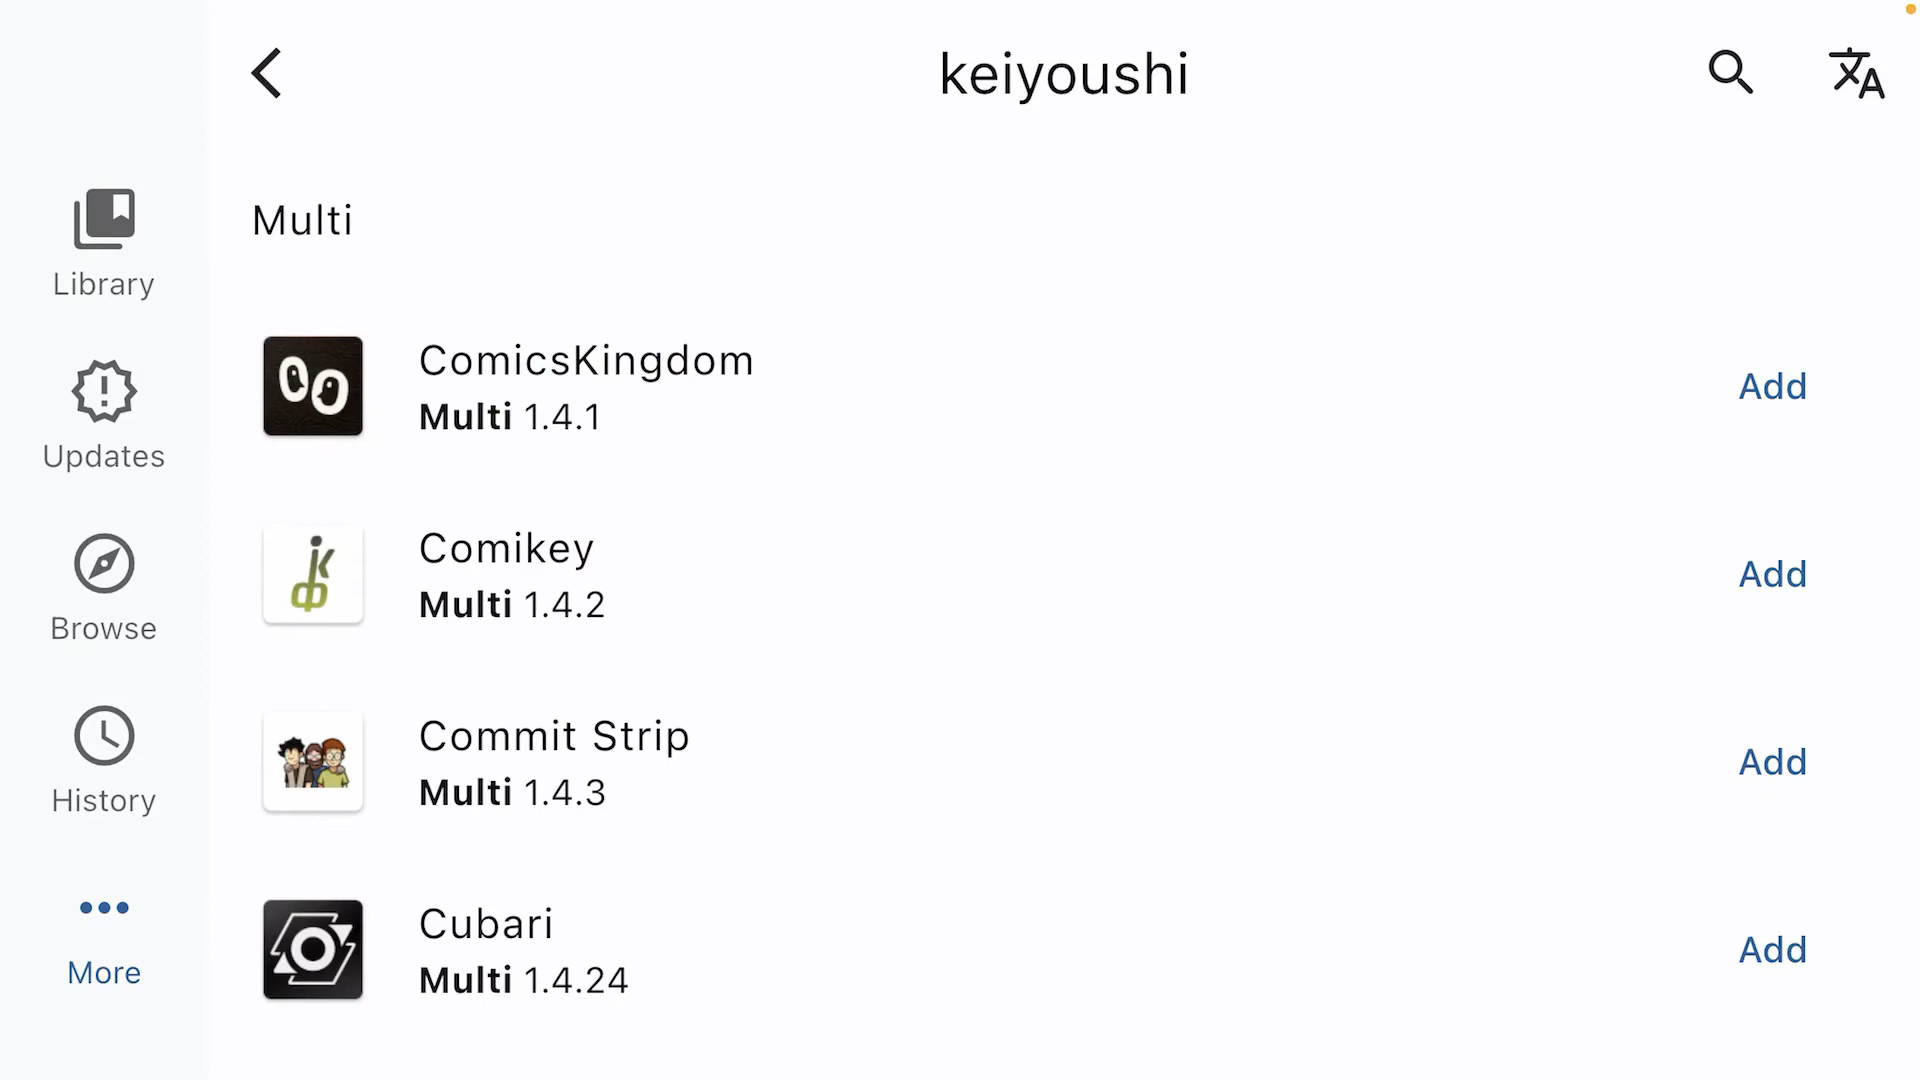 keiyoushi
Library
Updates
Browse
History
More
Multi
ComicsKingdom
Multi 1.4.1
Add
Comikey
Multi 1.4.2
Add
Commit Strip
Multi 1.4.3
Add
Cubari
Multi 1.4.24
Add